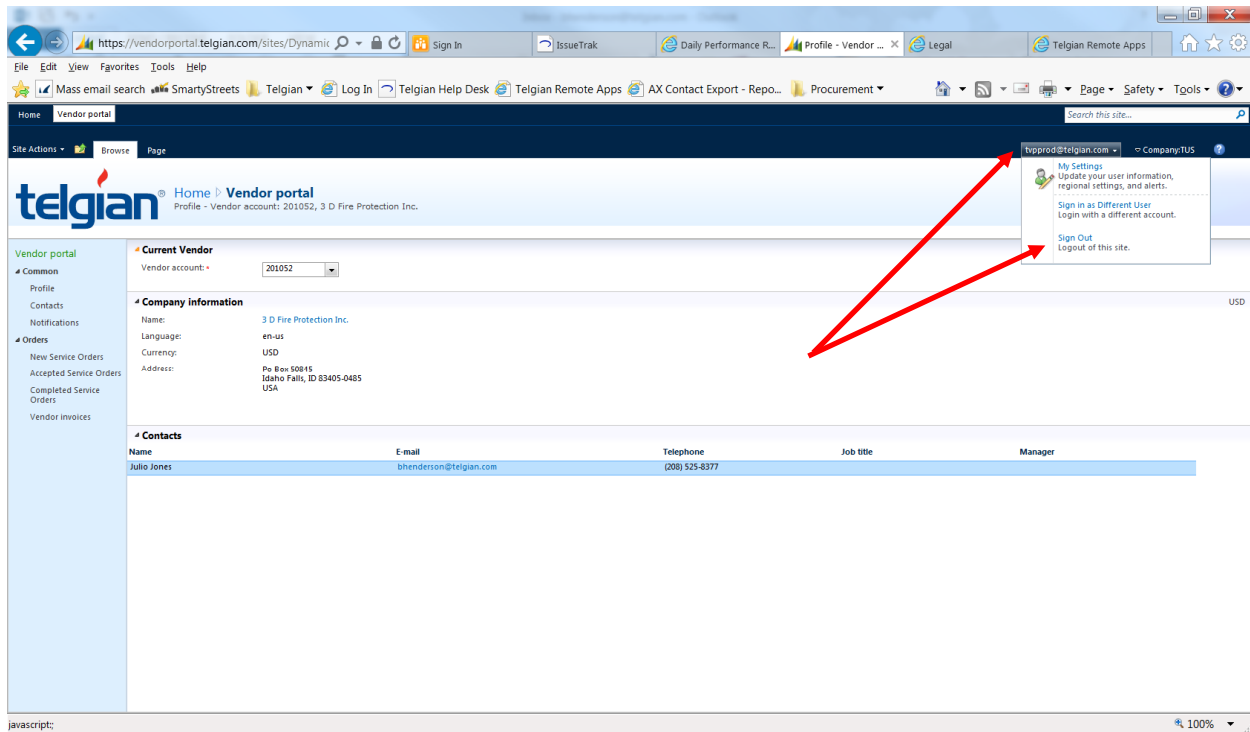 https://vendorportal.telgian.com/sites/Dynamic
Sign In
IssueTrak
Daily Performance R...
Profile - Vendor ...
Legal
Telgian Remote Apps
File Edit View Favorites Tools Help
Mass email search SmartyStreets Telgian Log In Telgian Help Desk Telgian Remote Apps AX Contact Export - Repo... Procurement Page Safety Tools
Home Vendor portal Search this site...
Site Actions Browse Page tvpprod@telgian.com Company:TUS
My Settings
Update your user information,
regional settings, and alerts.
Sign in as Different User
Login with a different account.
Sign Out
Logout of this site.
telgian®
Home Vendor portal
Profile - Vendor account: 201052, 3 D Fire Protection Inc.
Vendor portal
Common
Profile
Contacts
Notifications
Orders
New Service Orders
Accepted Service Orders
Completed Service
Orders
Vendor invoices
Current Vendor
Vendor account: * 201052
Company information USD
Name: 3 D Fire Protection Inc.
Language: en-us
Currency: USD
Address: Po Box 50845
Idaho Falls, ID 83405-0485
USA
Contacts
Name E-mail Telephone Job title Manager
Julio Jones bhenderson@telgian.com (208) 525-8377
javascript:; 100%